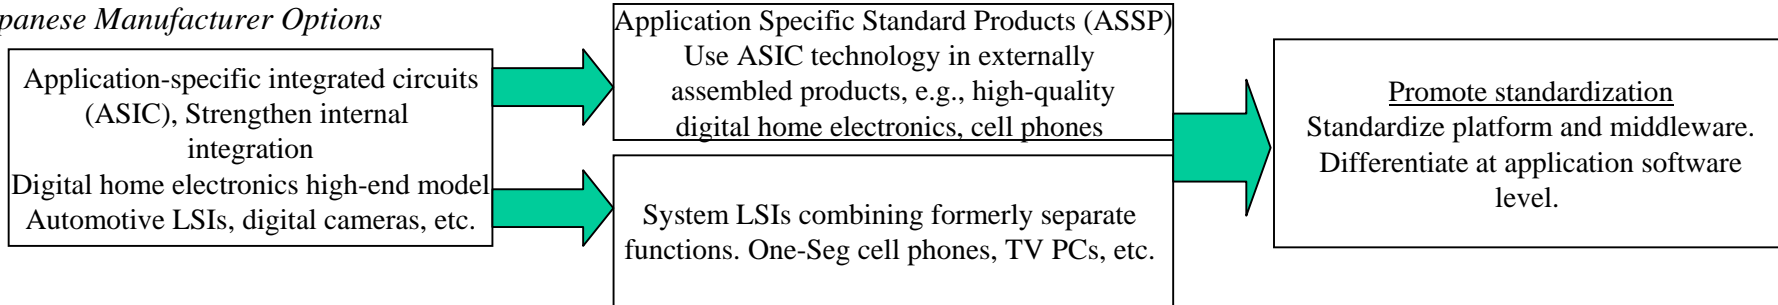 panese Manufacturer Options
Application-specific integrated circuits
(ASIC), Strengthen internal
integration
Digital home electronics high-end model
Automotive LSIs, digital cameras, etc.
Application Specific Standard Products (ASSP)
Use ASIC technology in externally
assembled products, e.g., high-quality
digital home electronics, cell phones
System LSIs combining formerly separate
functions. One-Seg cell phones, TV PCs, etc.
Promote standardization
Standardize platform and middleware.
Differentiate at application software
level.